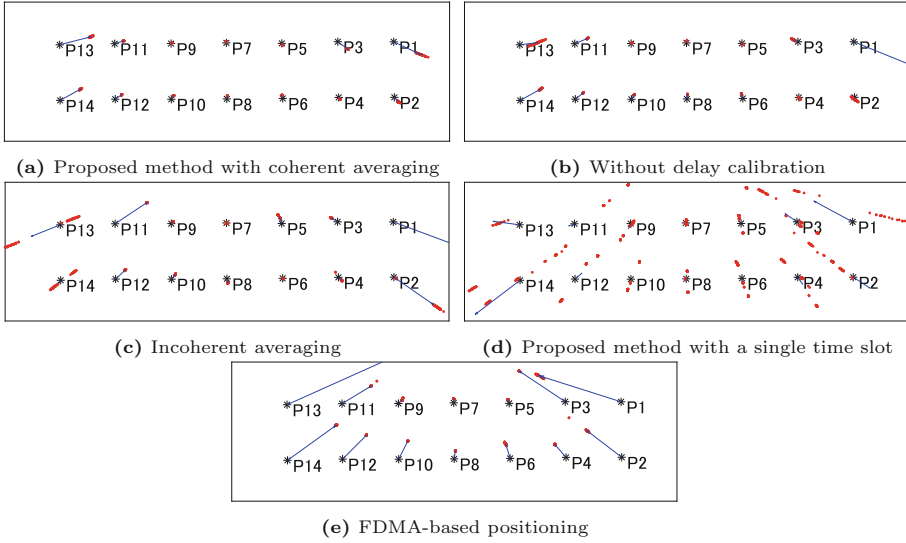 P13 P11 P9 P7 P5 P3 P1
P14 P12 P10 P8 P6 P4 P2
(a) Proposed method with coherent averaging
P13 P11 P9 P7 P5 P3 P1
P14 P12 P10 P8 P6 P4 P2
(b) Without delay calibration
P13 P11 P9 P7 P5 P3 P1
P14 P12 P10 P8 P6 P4 P2
(c) Incoherent averaging
P13 P11 P9 P7 P5 P3 P1
P14 P12 P10 P8 P6 P4 P2
(d) Proposed method with a single time slot
P13 P11 P9 P7 P5 P3 P1
P14 P12 P10 P8 P6 P4 P2
(e) FDMA-based positioning